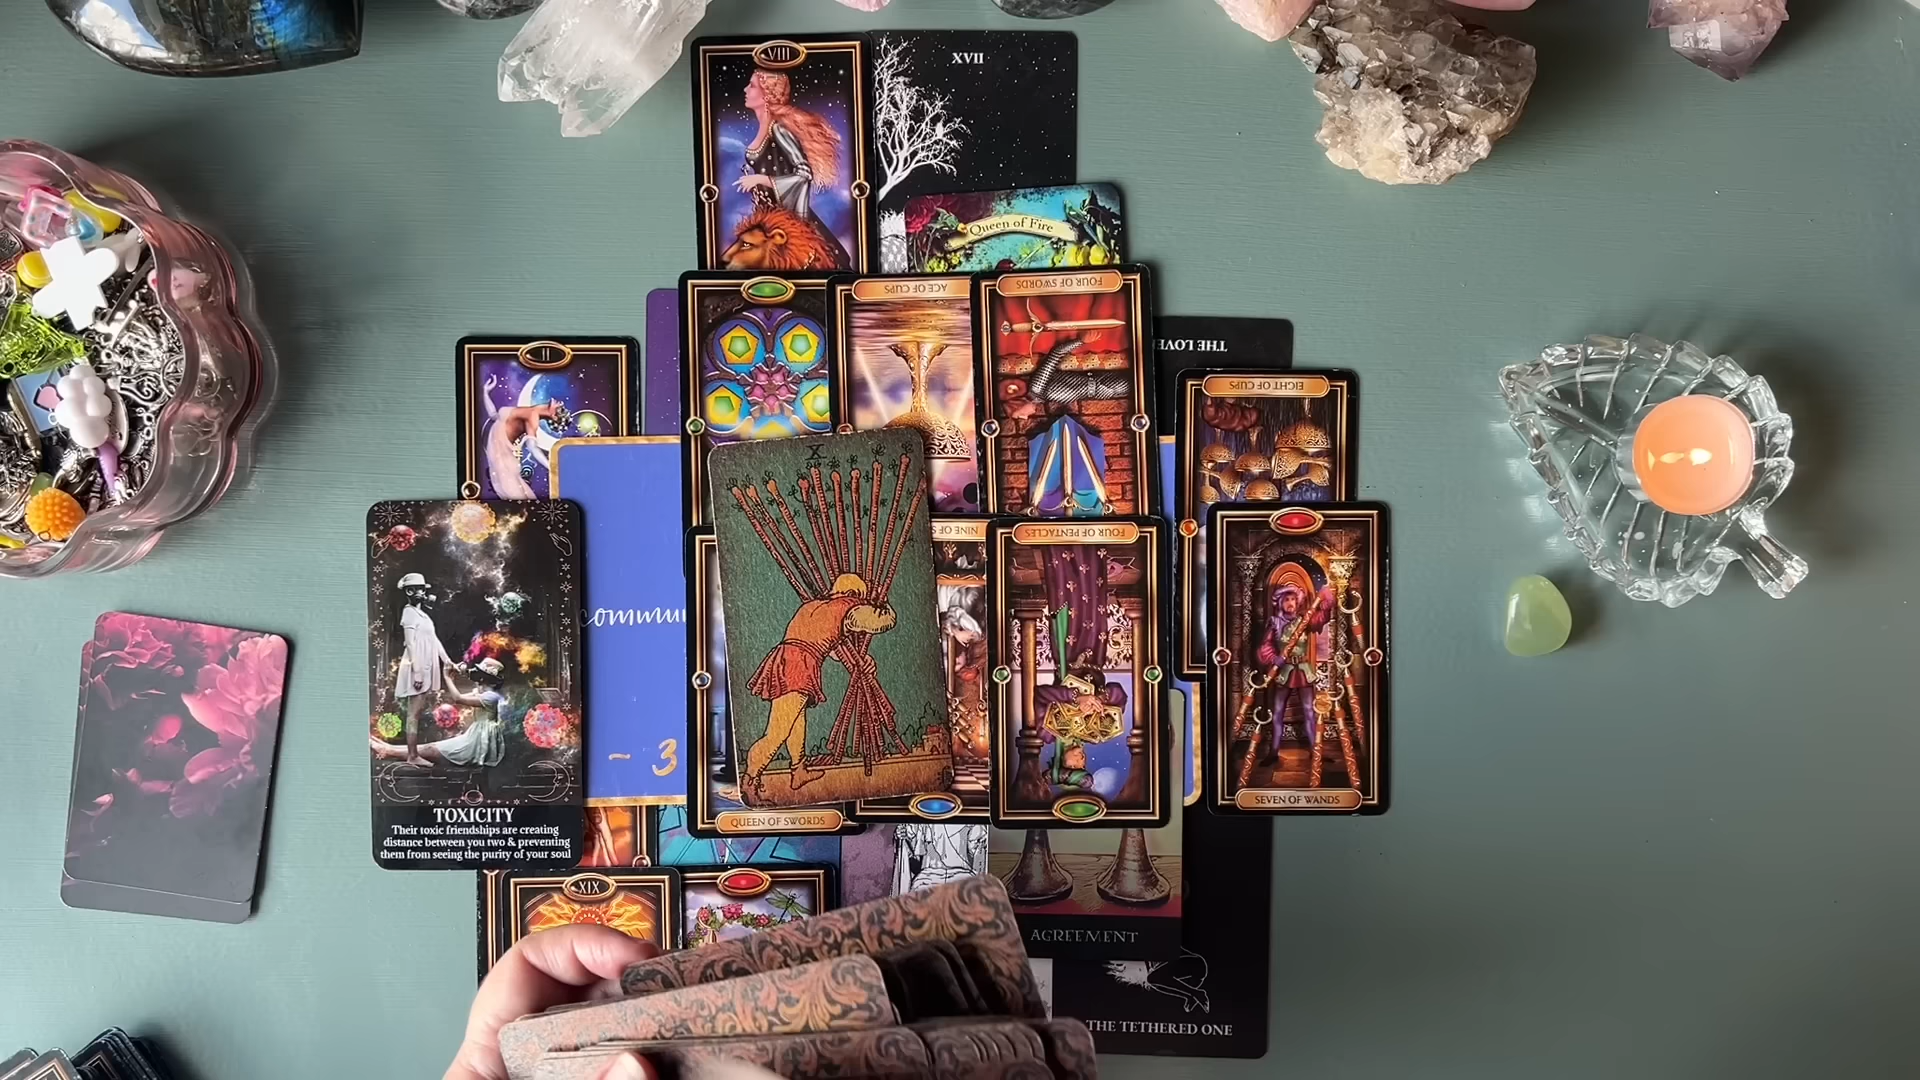 VIII
XVII
Queen of Fire
ACE OF CUPS
FOUR OF SWORDS
THE LOVE
II
EIGHT OF CUPS
X
NINE OF S
FOUR OF PENTACLES
commun
- 3
SEVEN OF WANDS
TOXICITY
Their toxic friendships are creating
distance between you two & preventing
them from seeing the purity of your soul
QUEEN OF SWORDS
XIX
AGREEMENT
THE TETHERED ONE